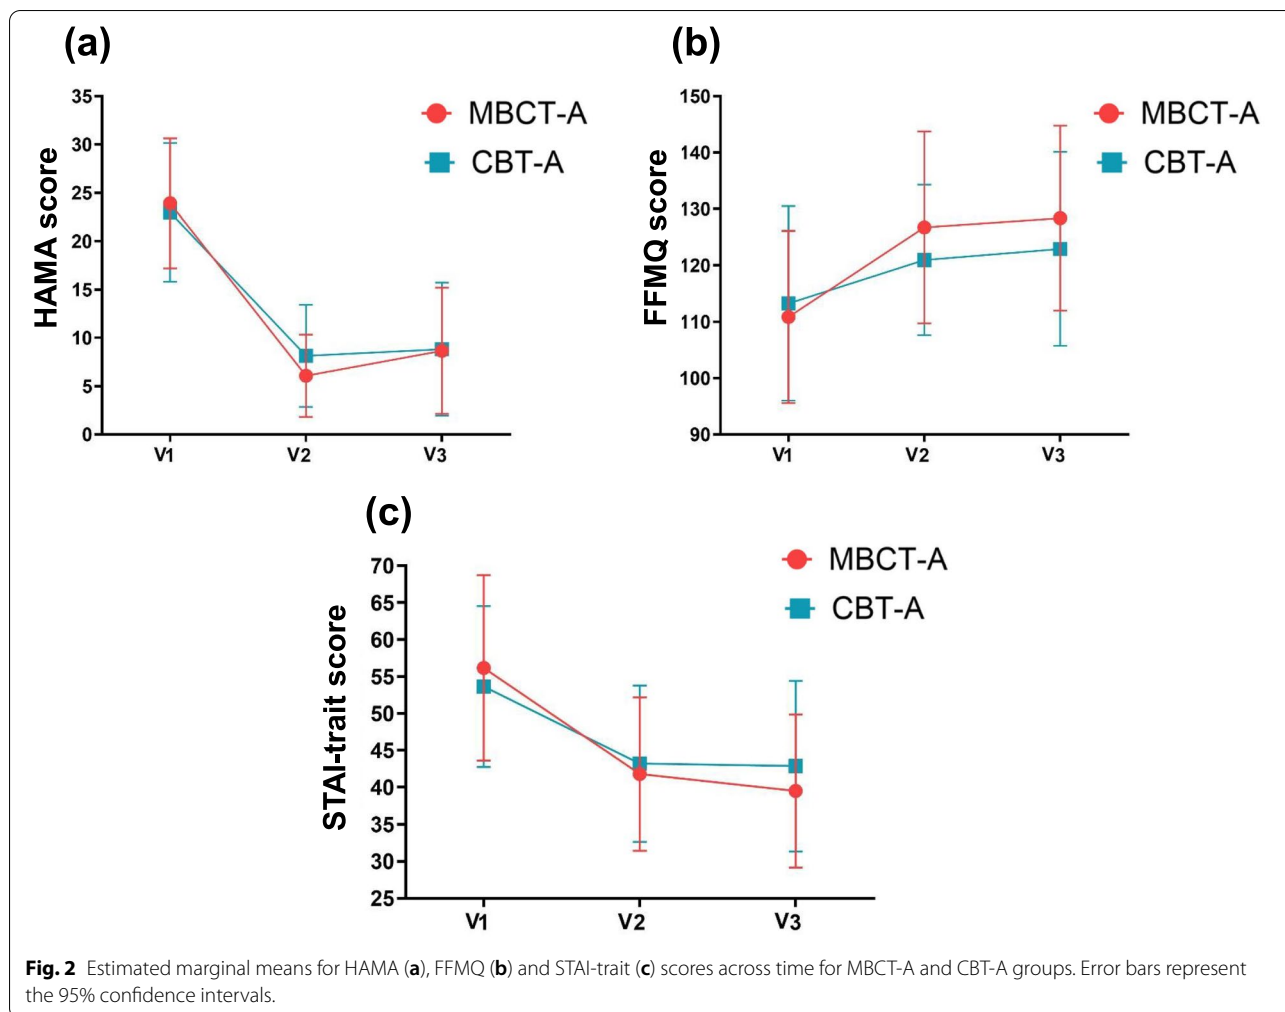 (a)
HAMA score
35
30
25
20
15
10
5
0
V1 V2 V3
MBCT-A
CBT-A
(b)
FFMQ score
150
140
130
120
110
100
90
V1 V2 V3
MBCT-A
CBT-A
(c)
STAI-trait score
70
65
60
55
50
45
40
35
30
25
V1 V2 V3
MBCT-A
CBT-A
Fig. 2 Estimated marginal means for HAMA (a), FFMQ (b) and STAI-trait (c) scores across time for MBCT-A and CBT-A groups. Error bars represent
the 95% confidence intervals.